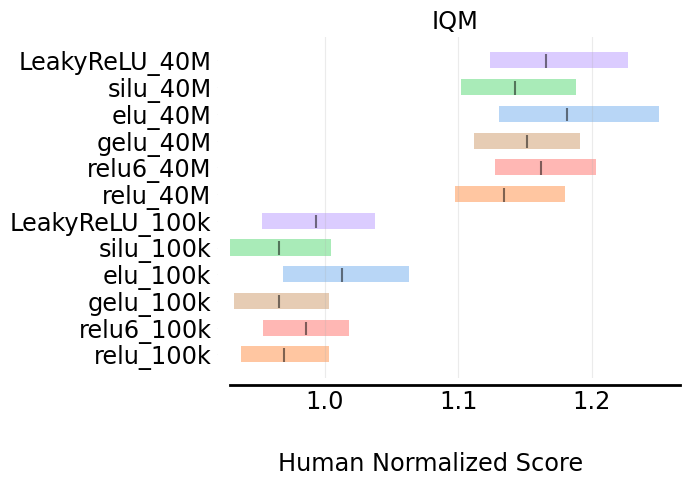 IQM
LeakyReLU_40M
silu_40M
elu_40M
gelu_40M
relu6_40M
relu_40M
LeakyReLU_100k
silu_100k
elu_100k
gelu_100k
relu6_100k
relu_100k
1.0 1.1 1.2
Human Normalized Score